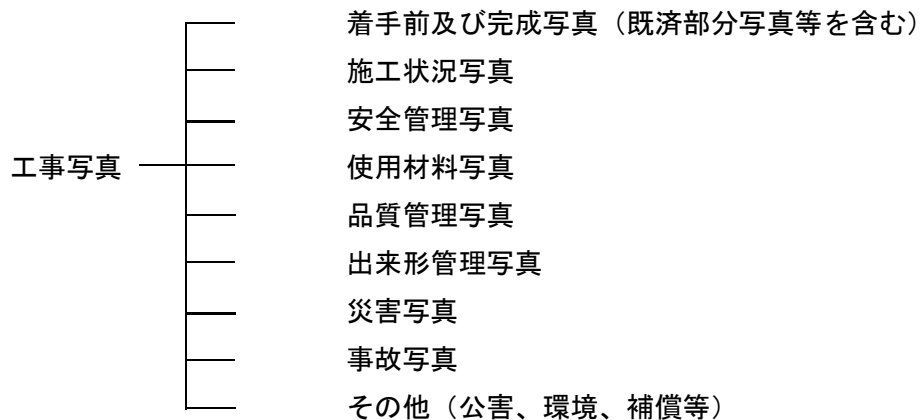 着手前及び完成写真（既済部分写真等を含む）
施工状況写真
安全管理写真
工事写真
使用材料写真
品質管理写真
出来形管理写真
災害写真
事故写真
その他（公害、環境、補償等）